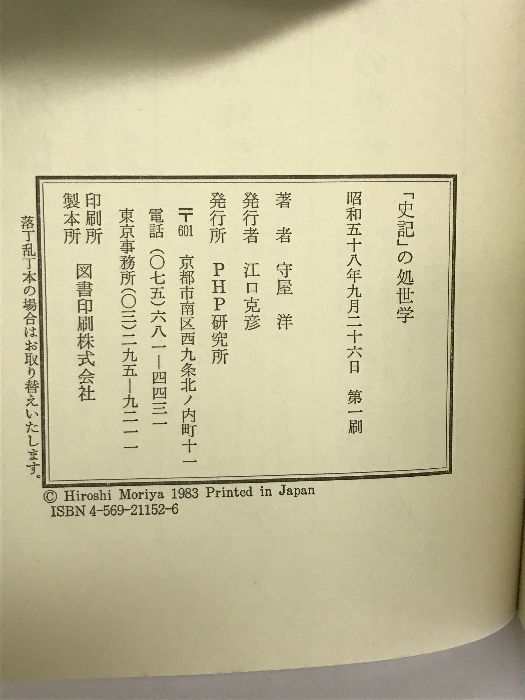 「史記」の処世学
昭和五十八年九月二十六日 第一刷
著者 守屋 洋
発行者 江口克彦
発行所 PHP研究所
〒601 京都市南区西九条北ノ内町十一
電話(〇七五)六八一―四四三一
東京事務所(〇三)二九五―九二一一
印刷所
製本所 図書印刷株式会社
落丁乱丁本の場合はお取り替えいたします。
© Hiroshi Moriya 1983 Printed in Japan
ISBN 4-569-21152-6